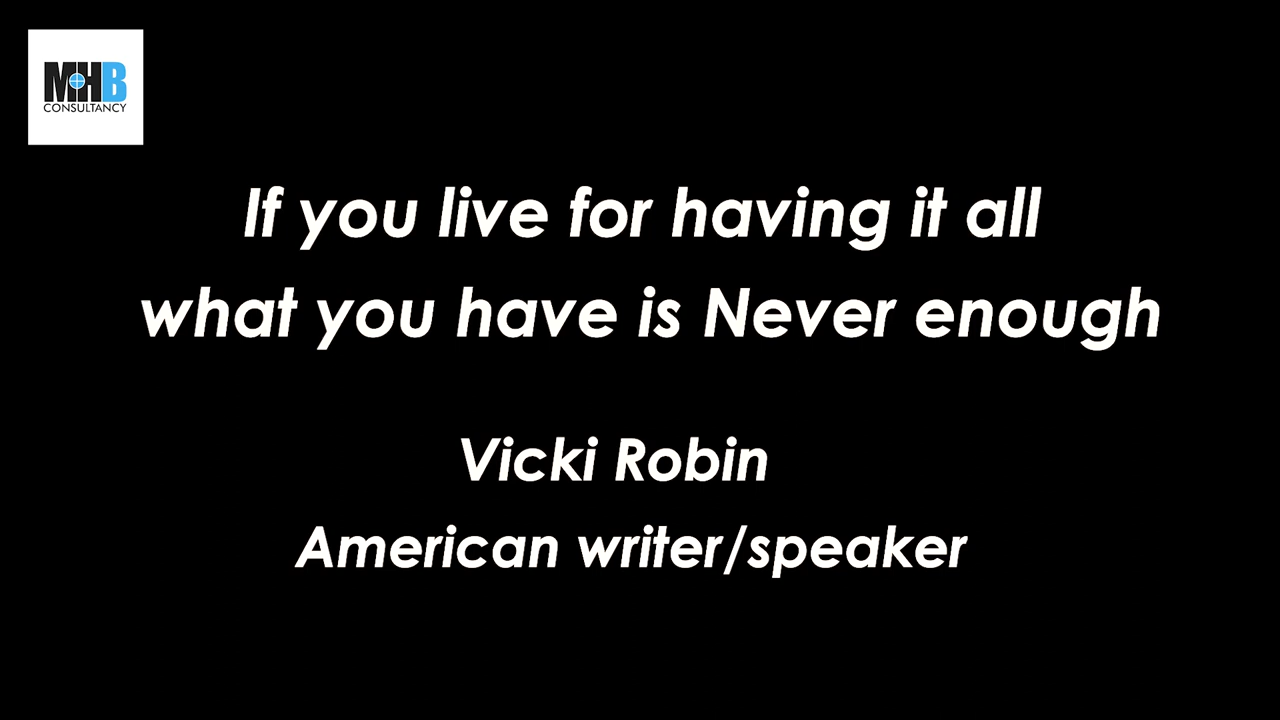 MHB
CONSULTANCY
If you live for having it all
what you have is Never enough
Vicki Robin
American writer/speaker